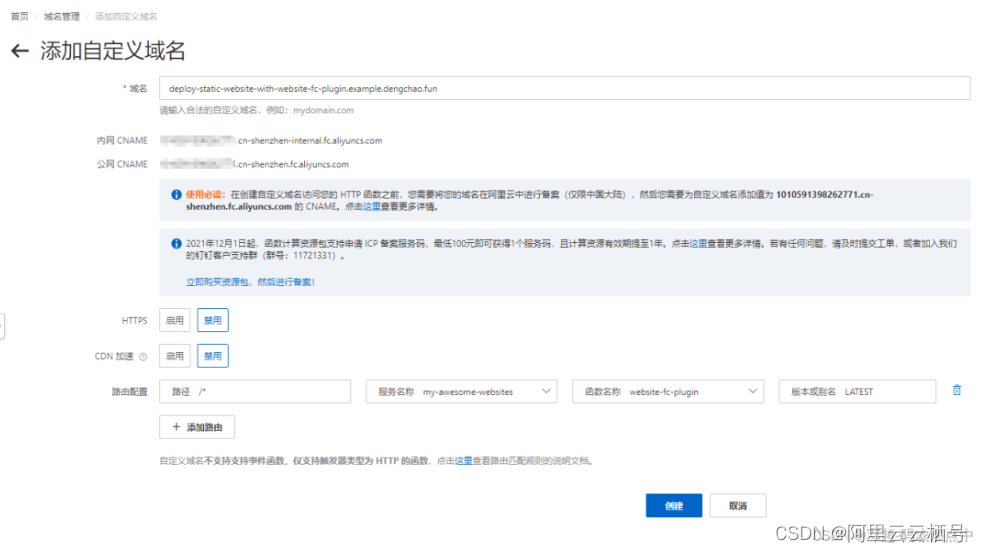 首页 / 域名管理 / 添加自定义域名
← 添加自定义域名
* 域名 deploy-static-website-with-website-fc-plugin.example.dengchao.fun
请输入合法的自定义域名，例如：mydomain.com
内网 CNAME .cn-shenzhen-internal.fc.aliyuncs.com
公网 CNAME 1.cn-shenzhen.fc.aliyuncs.com
使用必读：在创建自定义域名访问您的 HTTP 函数之前，您需要将您的域名在阿里云中进行备案（仅限中国大陆），然后您需要为自定义域名添加值为 1010591398262771.cn-
shenzhen.fc.aliyuncs.com 的 CNAME。点击这里查看更多详情。
2021年12月1日起，函数计算资源包支持申请 ICP 备案服务码，最低100元即可获得1个服务码，且计算资源有效期提至1年。点击这里查看更多详情。若有任何问题，请及时提交工单，或者加入我们
的钉钉客户支持群（群号：11721331）。
立即购买资源包，然后进行备案！
HTTPS 启用 禁用
CDN 加速 启用 禁用
路由配置 路径 /* 服务名称 my-awesome-websites 函数名称 website-fc-plugin 版本或别名 LATEST
+ 添加路由
自定义域名不支持支持事件函数，仅支持触发器类型为 HTTP 的函数，点击这里查看路由匹配规则的说明文档。
创建 取消
CSDN @阿里云云栖号